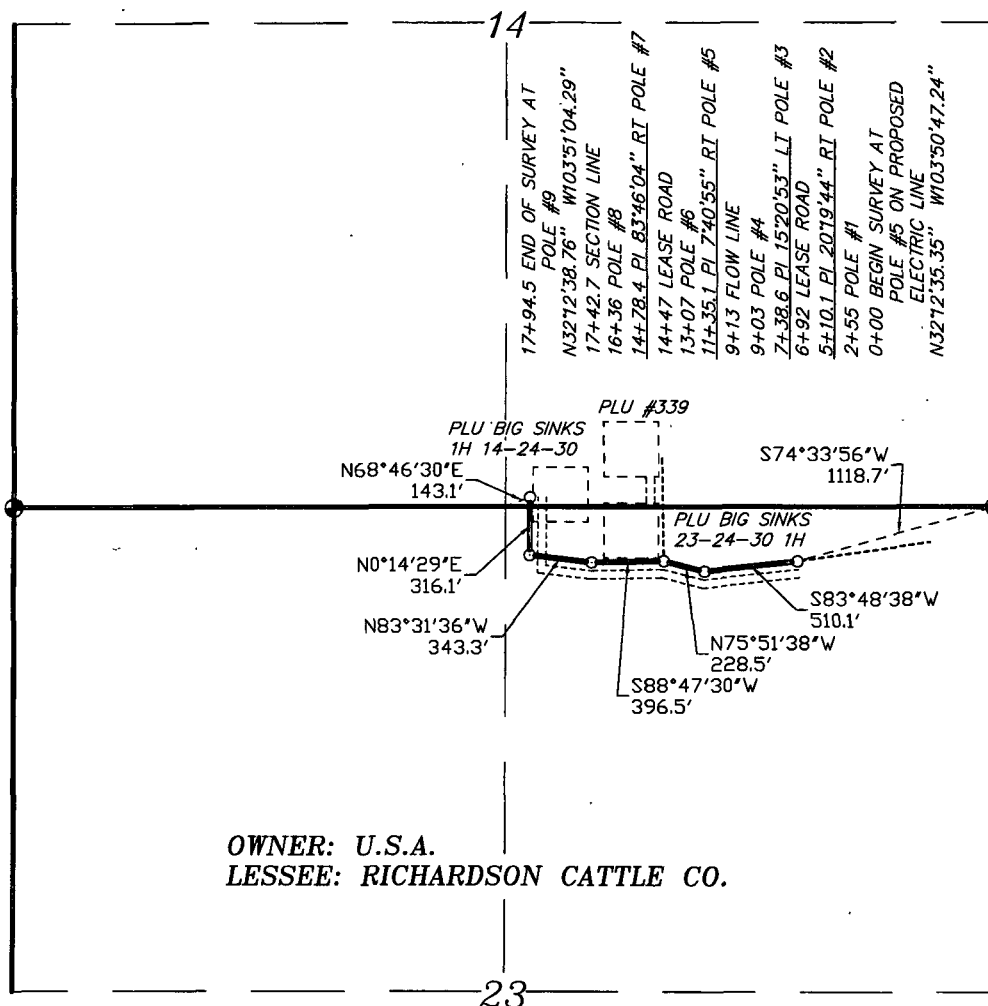 14
17+94.5 END OF SURVEY AT
POLE #9
N32°12'38.76" W103°51'04.29"
17+42.7 SECTION LINE
16+36 POLE #8
14+78.4 PI 83°46'04" RT POLE #7
14+47 LEASE ROAD
13+07 POLE #6
11+35.1 PI 7°40'55" RT POLE #5
9+13 FLOW LINE
9+03 POLE #4
7+38.6 PI 15°20'53" LT POLE #3
6+92 LEASE ROAD
5+10.1 PI 20°19'44" RT POLE #2
2+55 POLE #1
0+00 BEGIN SURVEY AT
POLE #5 ON PROPOSED
ELECTRIC LINE
N32°12'35.35" W103°50'47.24"
PLU #339
PLU BIG SINKS
1H 14-24-30
N68°46'30"E
143.1'
S74°33'56"W
1118.7'
PLU BIG SINKS
23-24-30 1H
N0°14'29"E
316.1'
N83°31'36"W
343.3'
S88°47'30"W
396.5'
N75°51'38"W
228.5'
S83°48'38"W
510.1'
OWNER: U.S.A.
LESSEE: RICHARDSON CATTLE CO.
23